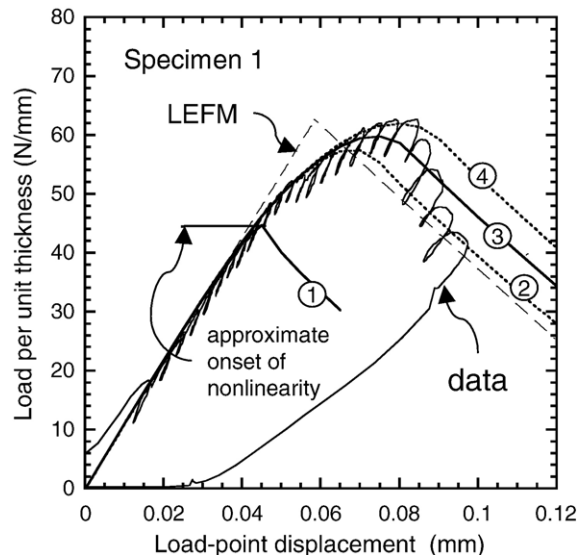 Load per unit thickness (N/mm)
80
70
60
50
40
30
20
10
0
Specimen 1
LEFM
4
3
2
1
approximate
onset of
nonlinearity
data
0 0.02 0.04 0.06 0.08 0.1 0.12
Load-point displacement (mm)